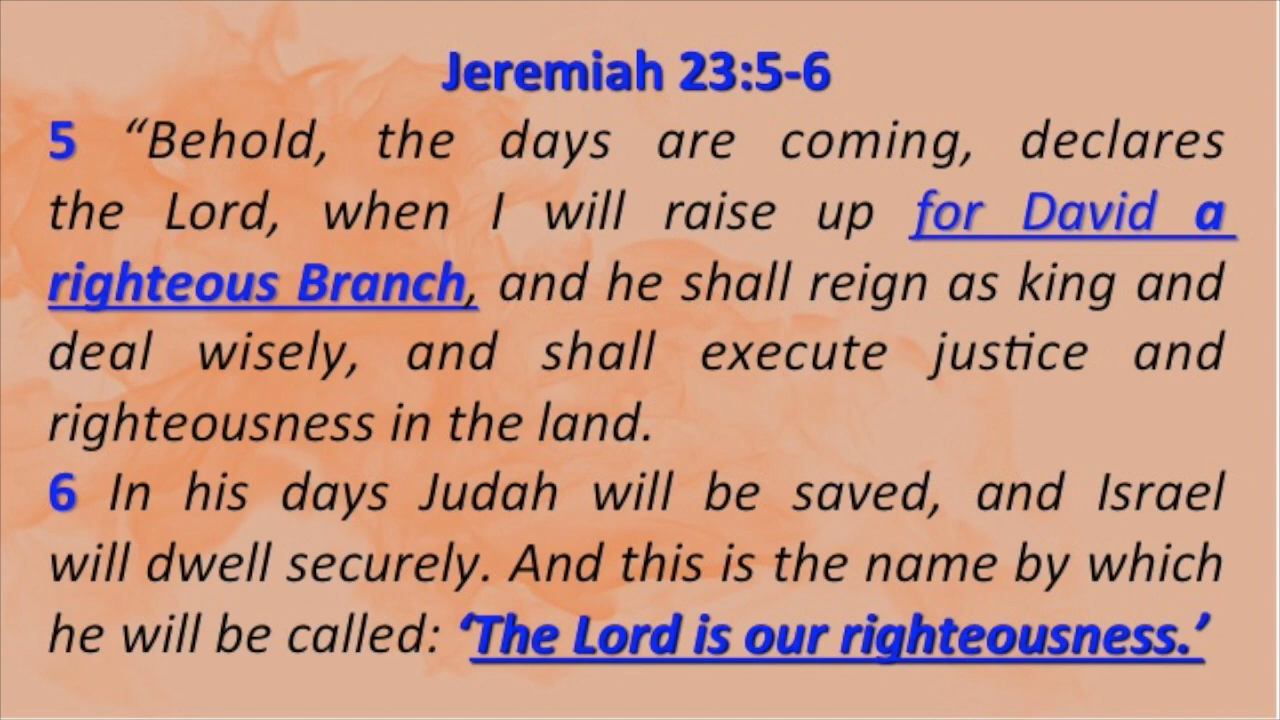 Jeremiah 23:5-6
5 “Behold, the days are coming, declares
the Lord, when I will raise up for David a
righteous Branch, and he shall reign as king and
deal wisely, and shall execute justice and
righteousness in the land.
6 In his days Judah will be saved, and Israel
will dwell securely. And this is the name by which
he will be called: ‘The Lord is our righteousness.’